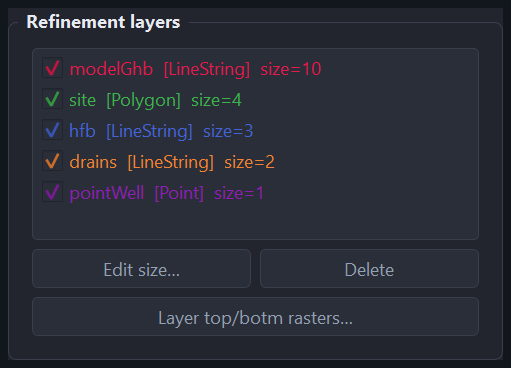 Refinement layers
modelGhb [LineString] size=10
site [Polygon] size=4
hfb [LineString] size=3
drains [LineString] size=2
pointWell [Point] size=1
Edit size...
Delete
Layer top/botm rasters...